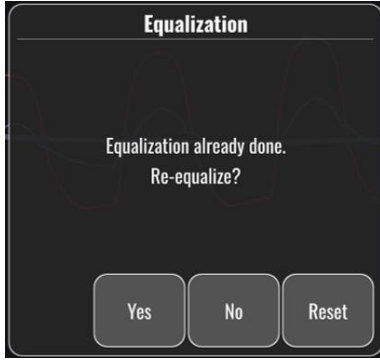 Equalization
Equalization already done.
Re-equalize?
Yes No Reset